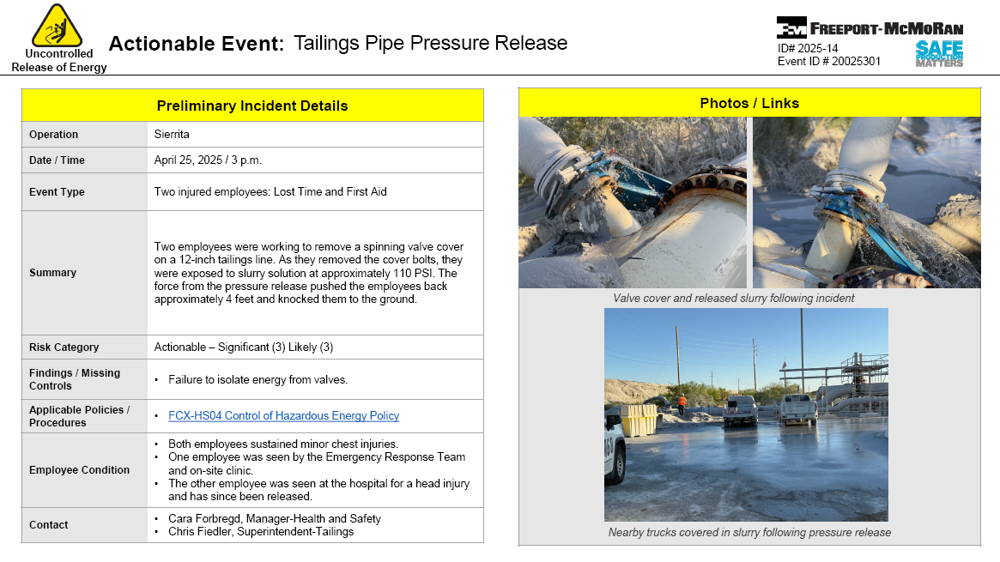 Uncontrolled
Release of Energy
Actionable Event: Tailings Pipe Pressure Release
FREEPORT-McMoRAN
ID# 2025-14
Event ID # 20025301
SAFE
PRODUCTION
MATTERS
Preliminary Incident Details
Operation
Sierrita
Date / Time
April 25, 2025 / 3 p.m.
Event Type
Two injured employees: Lost Time and First Aid
Summary
Two employees were working to remove a spinning valve cover
on a 12-inch tailings line. As they removed the cover bolts, they
were exposed to slurry solution at approximately 110 PSI. The
force from the pressure release pushed the employees back
approximately 4 feet and knocked them to the ground.
Risk Category
Actionable – Significant (3) Likely (3)
Findings / Missing
Controls
• Failure to isolate energy from valves.
Applicable Policies /
Procedures
• FCX-HS04 Control of Hazardous Energy Policy
Employee Condition
• Both employees sustained minor chest injuries.
• One employee was seen by the Emergency Response Team
and on-site clinic.
• The other employee was seen at the hospital for a head injury
and has since been released.
Contact
• Cara Forbregd, Manager-Health and Safety
• Chris Fiedler, Superintendent-Tailings
Photos / Links
Valve cover and released slurry following incident
Nearby trucks covered in slurry following pressure release